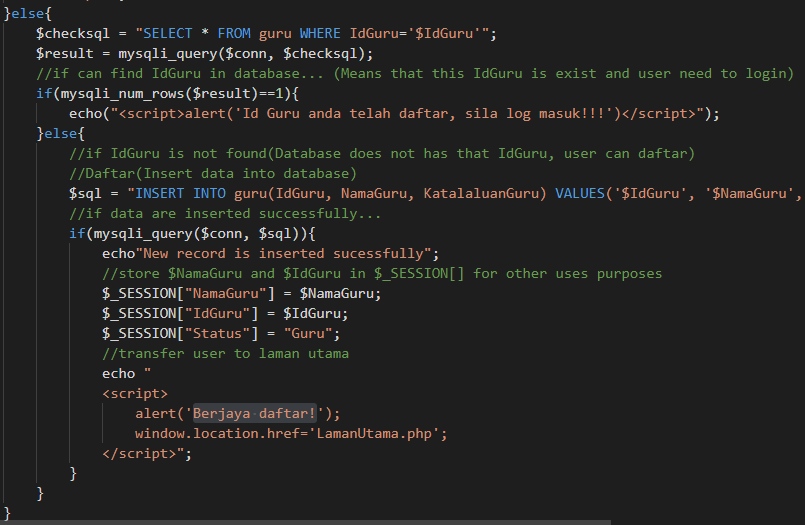 }else{
$checksql = "SELECT * FROM guru WHERE IdGuru='$IdGuru'";
$result = mysqli_query($conn, $checksql);
//if can find IdGuru in database... (Means that this IdGuru is exist and user need to login)
if(mysqli_num_rows($result)==1){
echo("<script>alert('Id Guru anda telah daftar, sila log masuk!!!')</script>");
}else{
//if IdGuru is not found(Database does not has that IdGuru, user can daftar)
//Daftar(Insert data into database)
$sql = "INSERT INTO guru(IdGuru, NamaGuru, KatalaluanGuru) VALUES('$IdGuru', '$NamaGuru',
//if data are inserted successfully...
if(mysqli_query($conn, $sql)){
echo"New record is inserted sucessfully";
//store $NamaGuru and $IdGuru in $_SESSION[] for other uses purposes
$_SESSION["NamaGuru"] = $NamaGuru;
$_SESSION["IdGuru"] = $IdGuru;
$_SESSION["Status"] = "Guru";
//transfer user to laman utama
echo "
<script>
alert('Berjaya daftar!');
window.location.href='LamanUtama.php';
</script>";
}
}
}